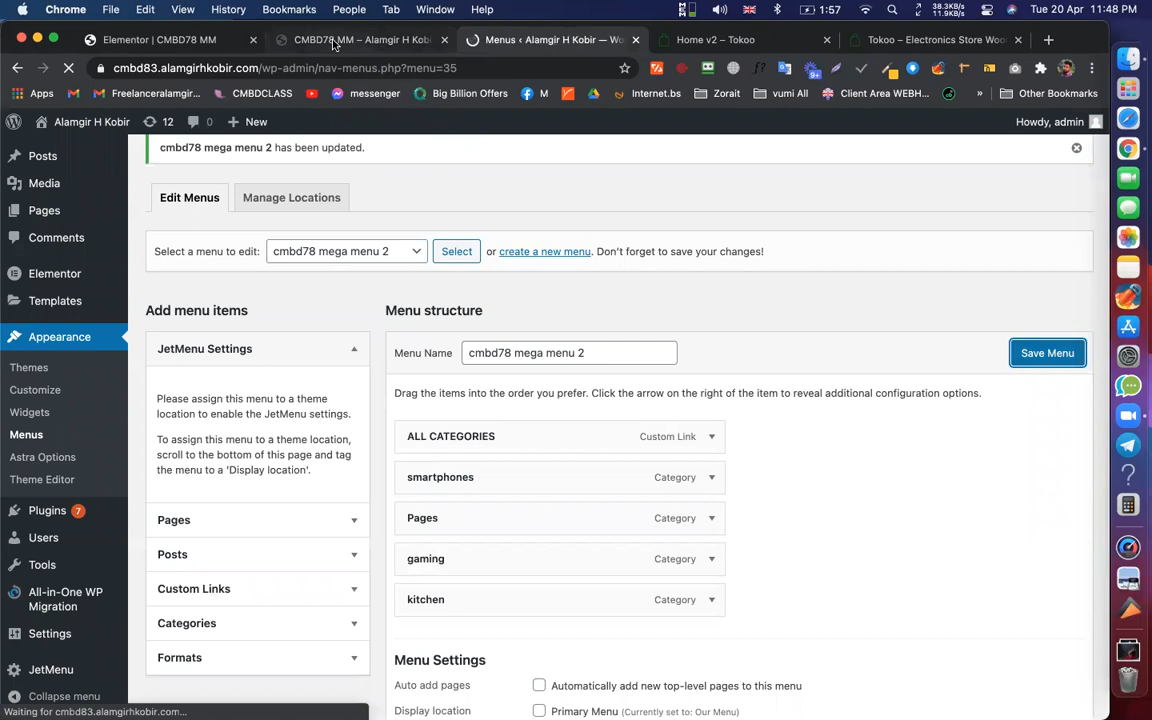 Chrome File Edit View History Bookmarks People Tab Window Help 1:57 38.3KB/s 11.9KB/s Tue 20 Apr 11:48 PM
Elementor | CMBD78 MM
CMBD78 MM – Alamgir H Kobi
Menus ‹ Alamgir H Kobir — Wo
Home v2 – Tokoo
Tokoo – Electronics Store Woo
cmbd83.alamgirhkobir.com/wp-admin/nav-menus.php?menu=35
Apps Freelanceralamgir... CMBDCLASS messenger Big Billion Offers M Internet.bs Zorait vumi All Client Area WEBH... » Other Bookmarks
Alamgir H Kobir 12 0 New Howdy, admin
cmbd78 mega menu 2 has been updated.
Posts
Media
Pages
Comments
Elementor
Templates
Appearance
Themes
Customize
Widgets
Menus
Astra Options
Theme Editor
Plugins 7
Users
Tools
All-in-One WP
Migration
Settings
JetMenu
Collapse menu
Edit Menus Manage Locations
Select a menu to edit: cmbd78 mega menu 2 Select or create a new menu. Don't forget to save your changes!
Add menu items
JetMenu Settings
Please assign this menu to a theme
location to enable the JetMenu settings.
To assign this menu to a theme location,
scroll to the bottom of this page and tag
the menu to a 'Display location'.
Pages
Posts
Custom Links
Categories
Formats
Menu structure
Menu Name cmbd78 mega menu 2 Save Menu
Drag the items into the order you prefer. Click the arrow on the right of the item to reveal additional configuration options.
ALL CATEGORIES Custom Link
smartphones Category
Pages Category
gaming Category
kitchen Category
Menu Settings
Auto add pages Automatically add new top-level pages to this menu
Display location Primary Menu (Currently set to: Our Menu)
Waiting for cmbd83.alamgirhkobir.com...